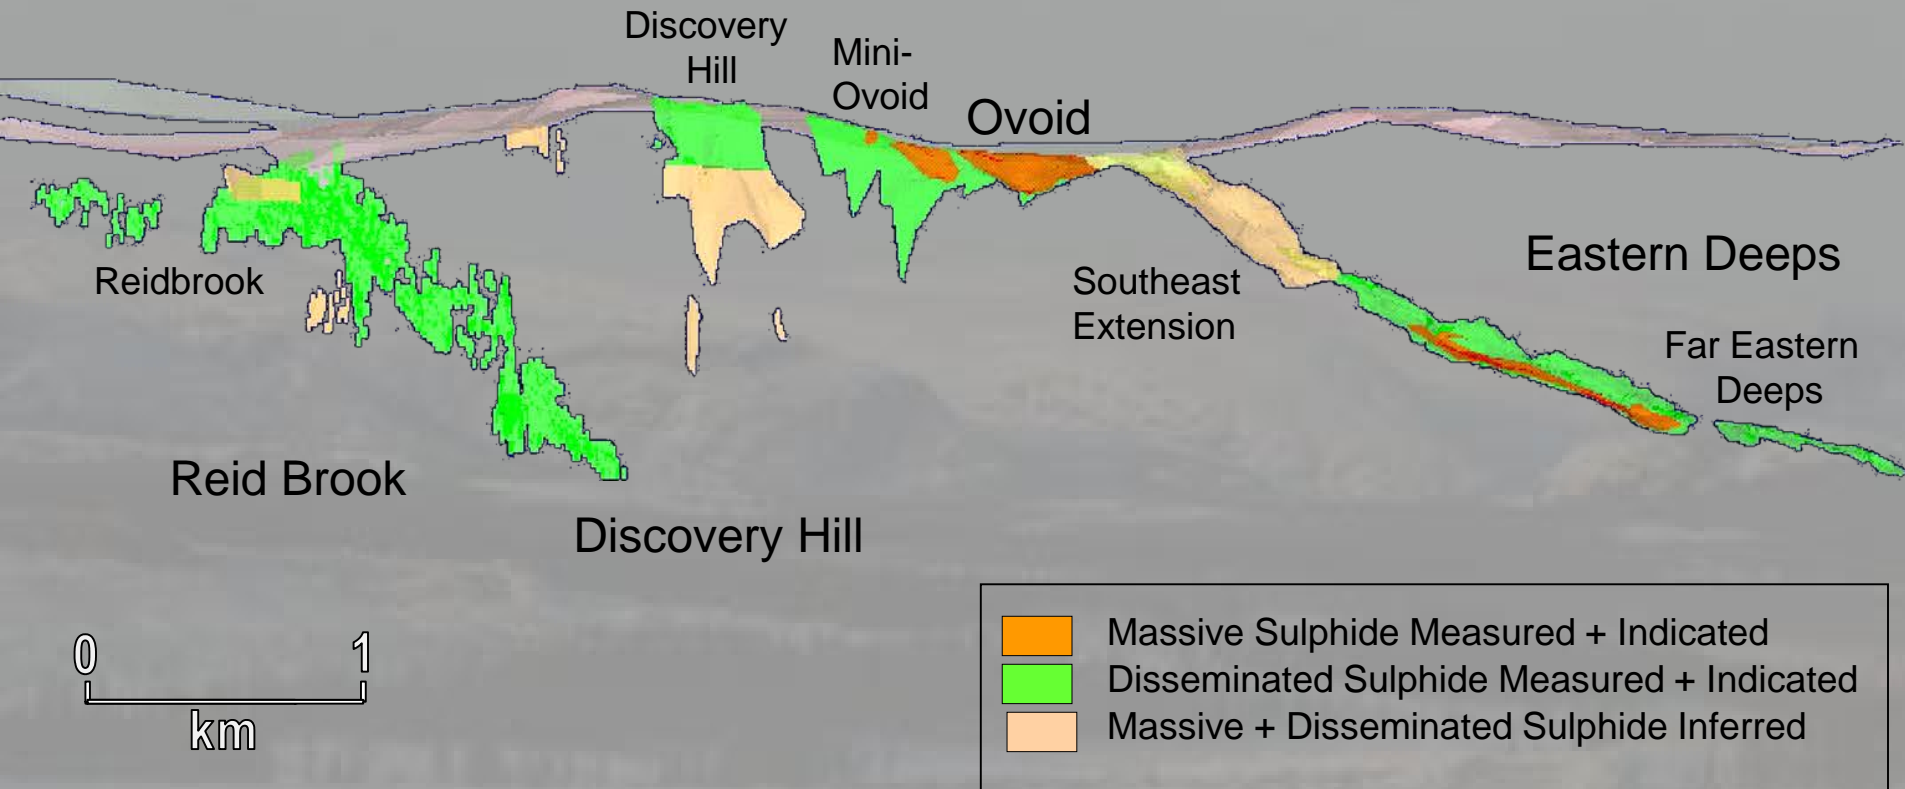 Discovery
Hill
Mini-
Ovoid
Ovoid
Reidbrook
Southeast
Extension
Eastern Deeps
Far Eastern
Deeps
Reid Brook
Discovery Hill
0 1
km
Massive Sulphide Measured + Indicated
Disseminated Sulphide Measured + Indicated
Massive + Disseminated Sulphide Inferred